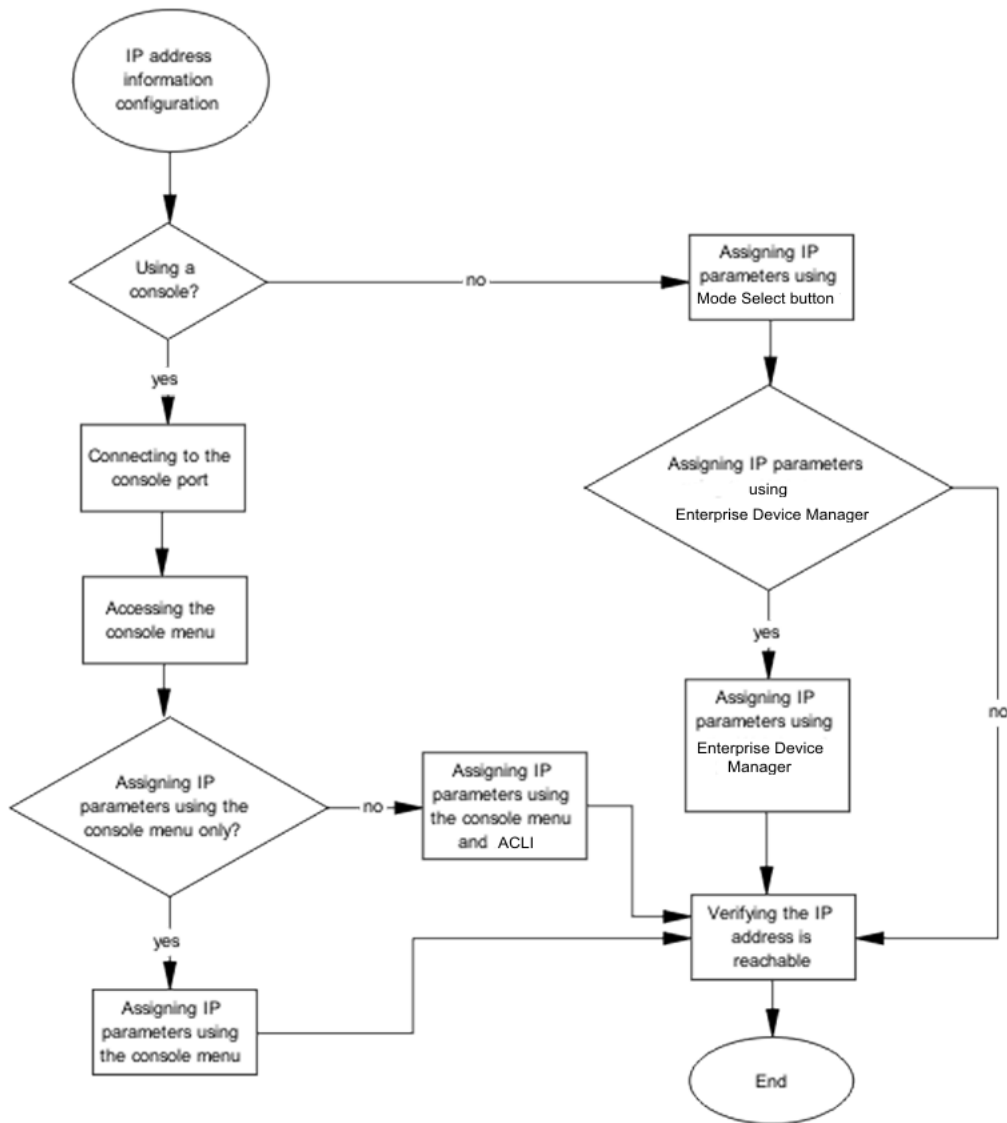 IP address
information
configuration
Using a
console?
no
Assigning IP
parameters using
Mode Select button
yes
Connecting to the
console port
Assigning IP parameters
using
Enterprise Device Manager
Accessing the
console menu
yes
no
Assigning IP
parameters using
Enterprise Device
Manager
Assigning IP
parameters using the
console menu only?
no
Assigning IP
parameters using
the console menu
and ACLI
yes
Verifying the IP
address is
reachable
Assigning IP
parameters using
the console menu
End